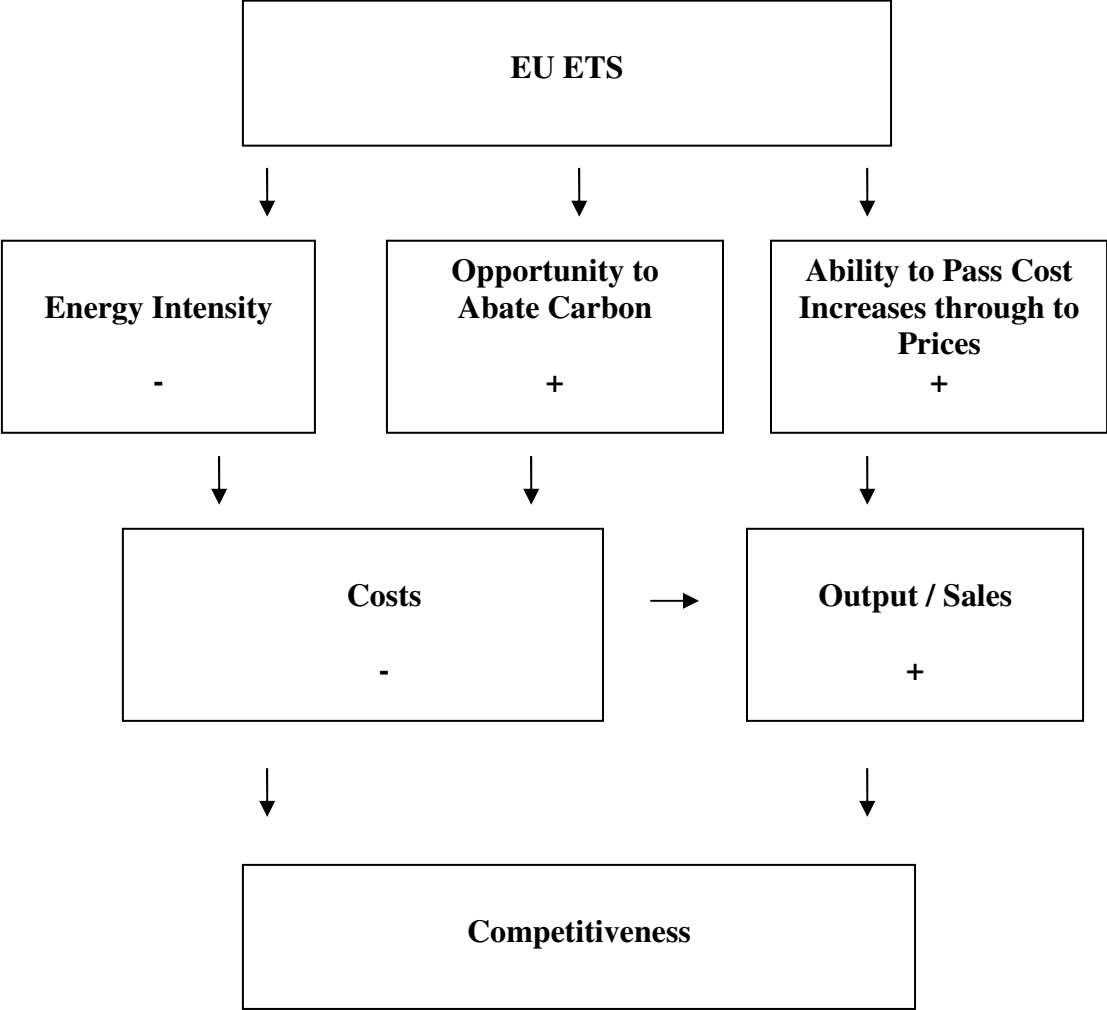 EU ETS
Energy Intensity
-
Opportunity to
Abate Carbon
+
Ability to Pass Cost
Increases through to
Prices
+
Costs
-
Output / Sales
+
Competitiveness